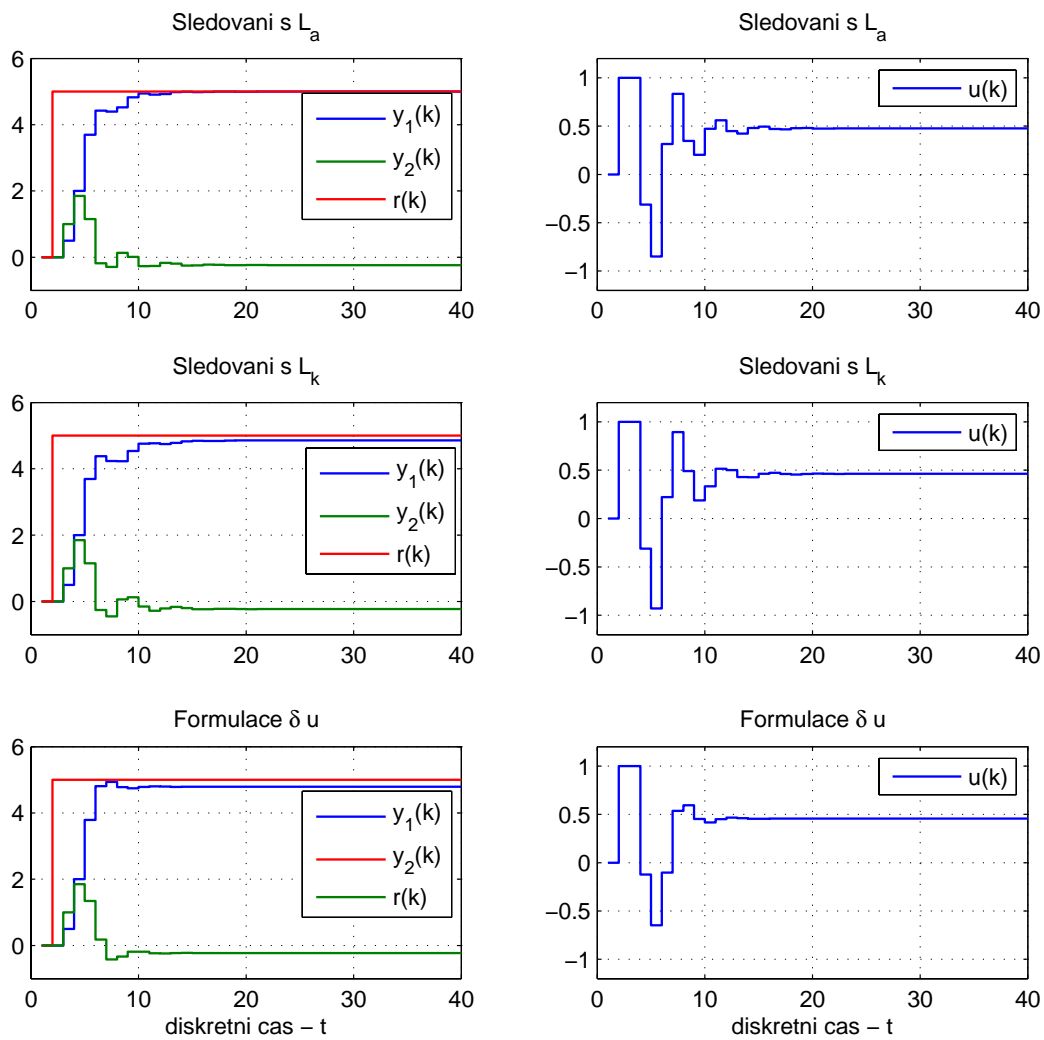 Sledovani s L_a
6
4
2
0
0 10 20 30 40
y_1(k)
y_2(k)
r(k)
Sledovani s L_a
1
0.5
0
−0.5
−1
0 10 20 30 40
u(k)
Sledovani s L_k
6
4
2
0
0 10 20 30 40
y_1(k)
y_2(k)
r(k)
Sledovani s L_k
1
0.5
0
−0.5
−1
0 10 20 30 40
u(k)
Formulace δ u
6
4
2
0
0 10 20 30 40
diskretni cas − t
y_1(k)
y_2(k)
r(k)
Formulace δ u
1
0.5
0
−0.5
−1
0 10 20 30 40
diskretni cas − t
u(k)